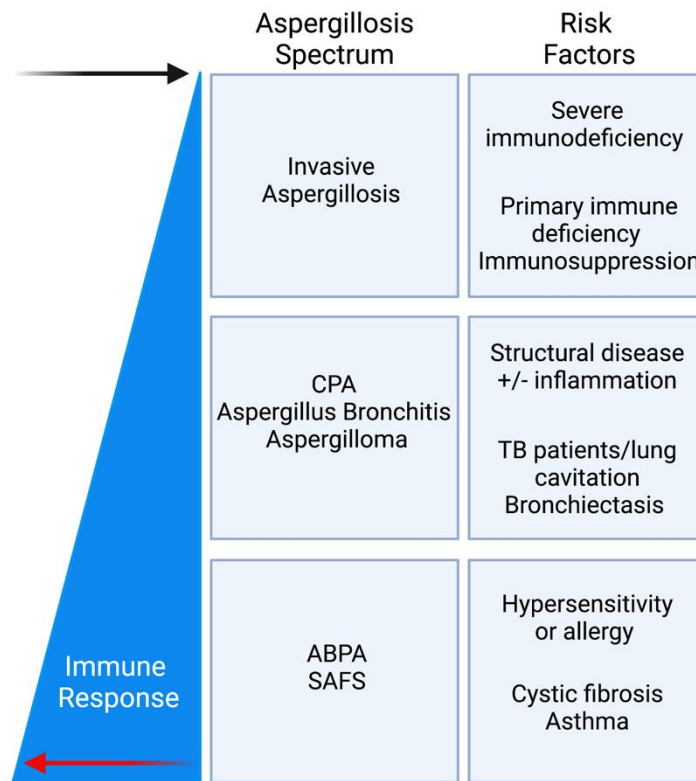 Aspergillosis
Spectrum
Risk
Factors
Invasive
Aspergillosis
Severe
immunodeficiency
Primary immune
deficiency
Immunosuppression
CPA
Aspergillus Bronchitis
Aspergilloma
Structural disease
+/- inflammation
TB patients/lung
cavitation
Bronchiectasis
Immune
Response
ABPA
SAFS
Hypersensitivity
or allergy
Cystic fibrosis
Asthma